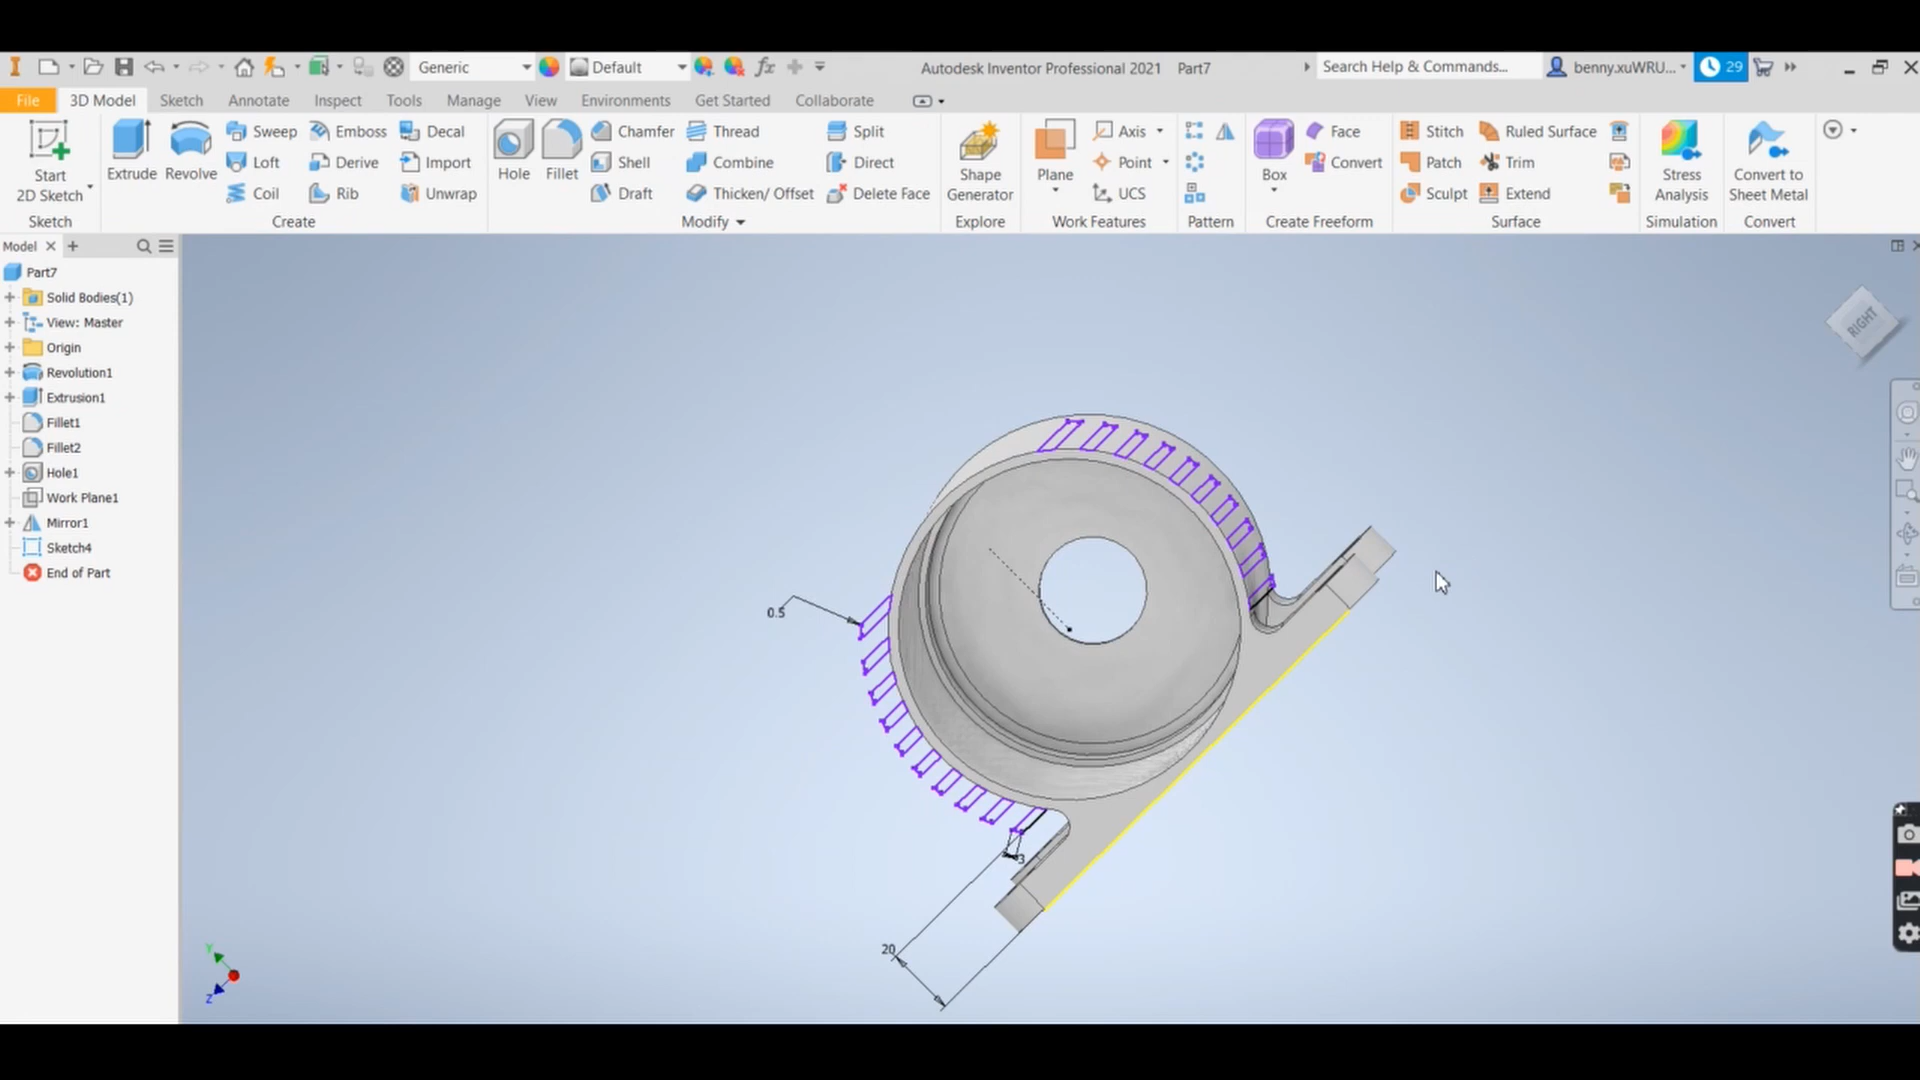 Generic
Default
fx
Autodesk Inventor Professional 2021 Part7
Search Help & Commands...
benny.xuWRU...
29
File 3D Model Sketch Annotate Inspect Tools Manage View Environments Get Started Collaborate
Start
2D Sketch
Extrude
Revolve
Sweep
Emboss
Decal
Loft
Derive
Import
Coil
Rib
Unwrap
Hole
Fillet
Chamfer
Thread
Split
Shell
Combine
Direct
Draft
Thicken/ Offset
Delete Face
Shape
Generator
Plane
Axis
Point
UCS
Box
Face
Convert
Stitch
Ruled Surface
Patch
Trim
Sculpt
Extend
Stress
Analysis
Convert to
Sheet Metal
Sketch Create Modify Explore Work Features Pattern Create Freeform Surface Simulation Convert
Model
Part7
Solid Bodies(1)
View: Master
Origin
Revolution1
Extrusion1
Fillet1
Fillet2
Hole1
Work Plane1
Mirror1
Sketch4
End of Part
RIGHT
0.5
3
20
Y
Z